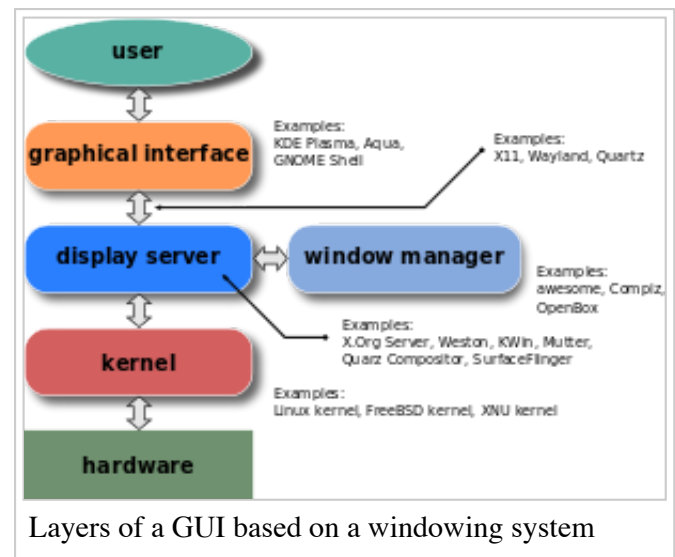 user
Examples:
KDE Plasma, Aqua,
GNOME Shell
graphical interface
Examples:
X11, Wayland, Quartz
display server
window manager
Examples:
awesome, Compiz,
OpenBox
Examples:
X.Org Server, Weston, KWin, Mutter,
Quarz Compositor, SurfaceFlinger
kernel
Examples:
Linux kernel, FreeBSD kernel, XNU kernel
hardware
Layers of a GUI based on a windowing system